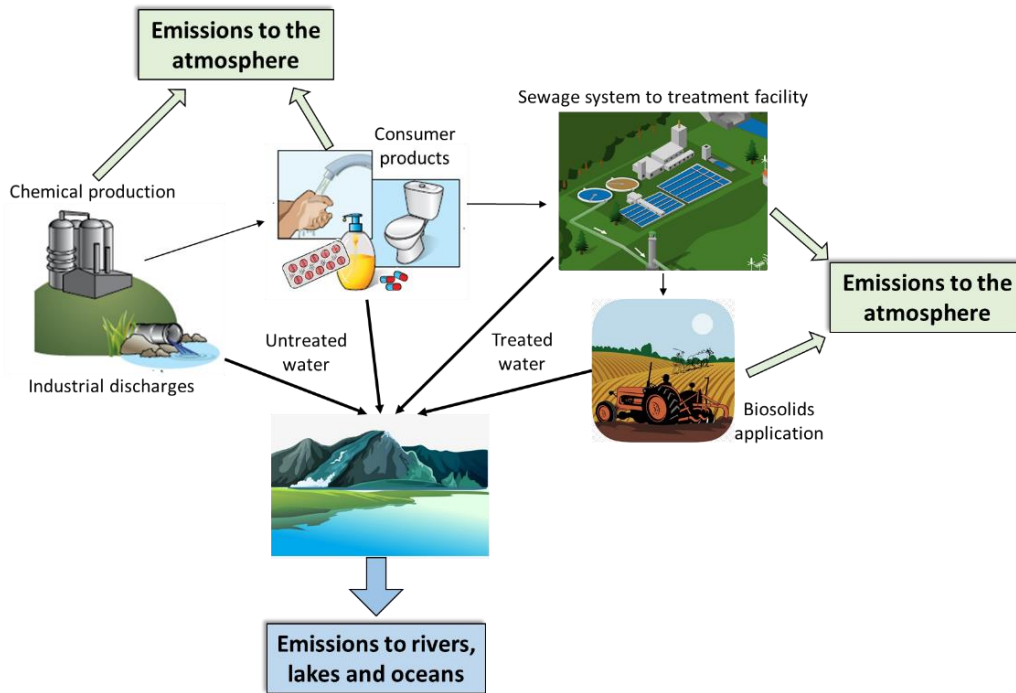 Emissions to the
atmosphere
Sewage system to treatment facility
Consumer
products
Chemical production
Emissions to the
atmosphere
Untreated
water
Treated
water
Industrial discharges
Biosolids
application
Emissions to rivers,
lakes and oceans